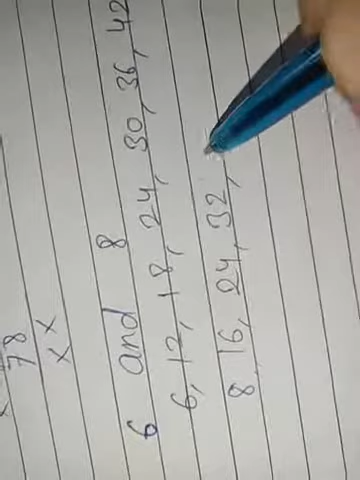 78
x x
6 and 8
6, 12, 18, 24, 30, 36, 42
8, 16, 24, 32,